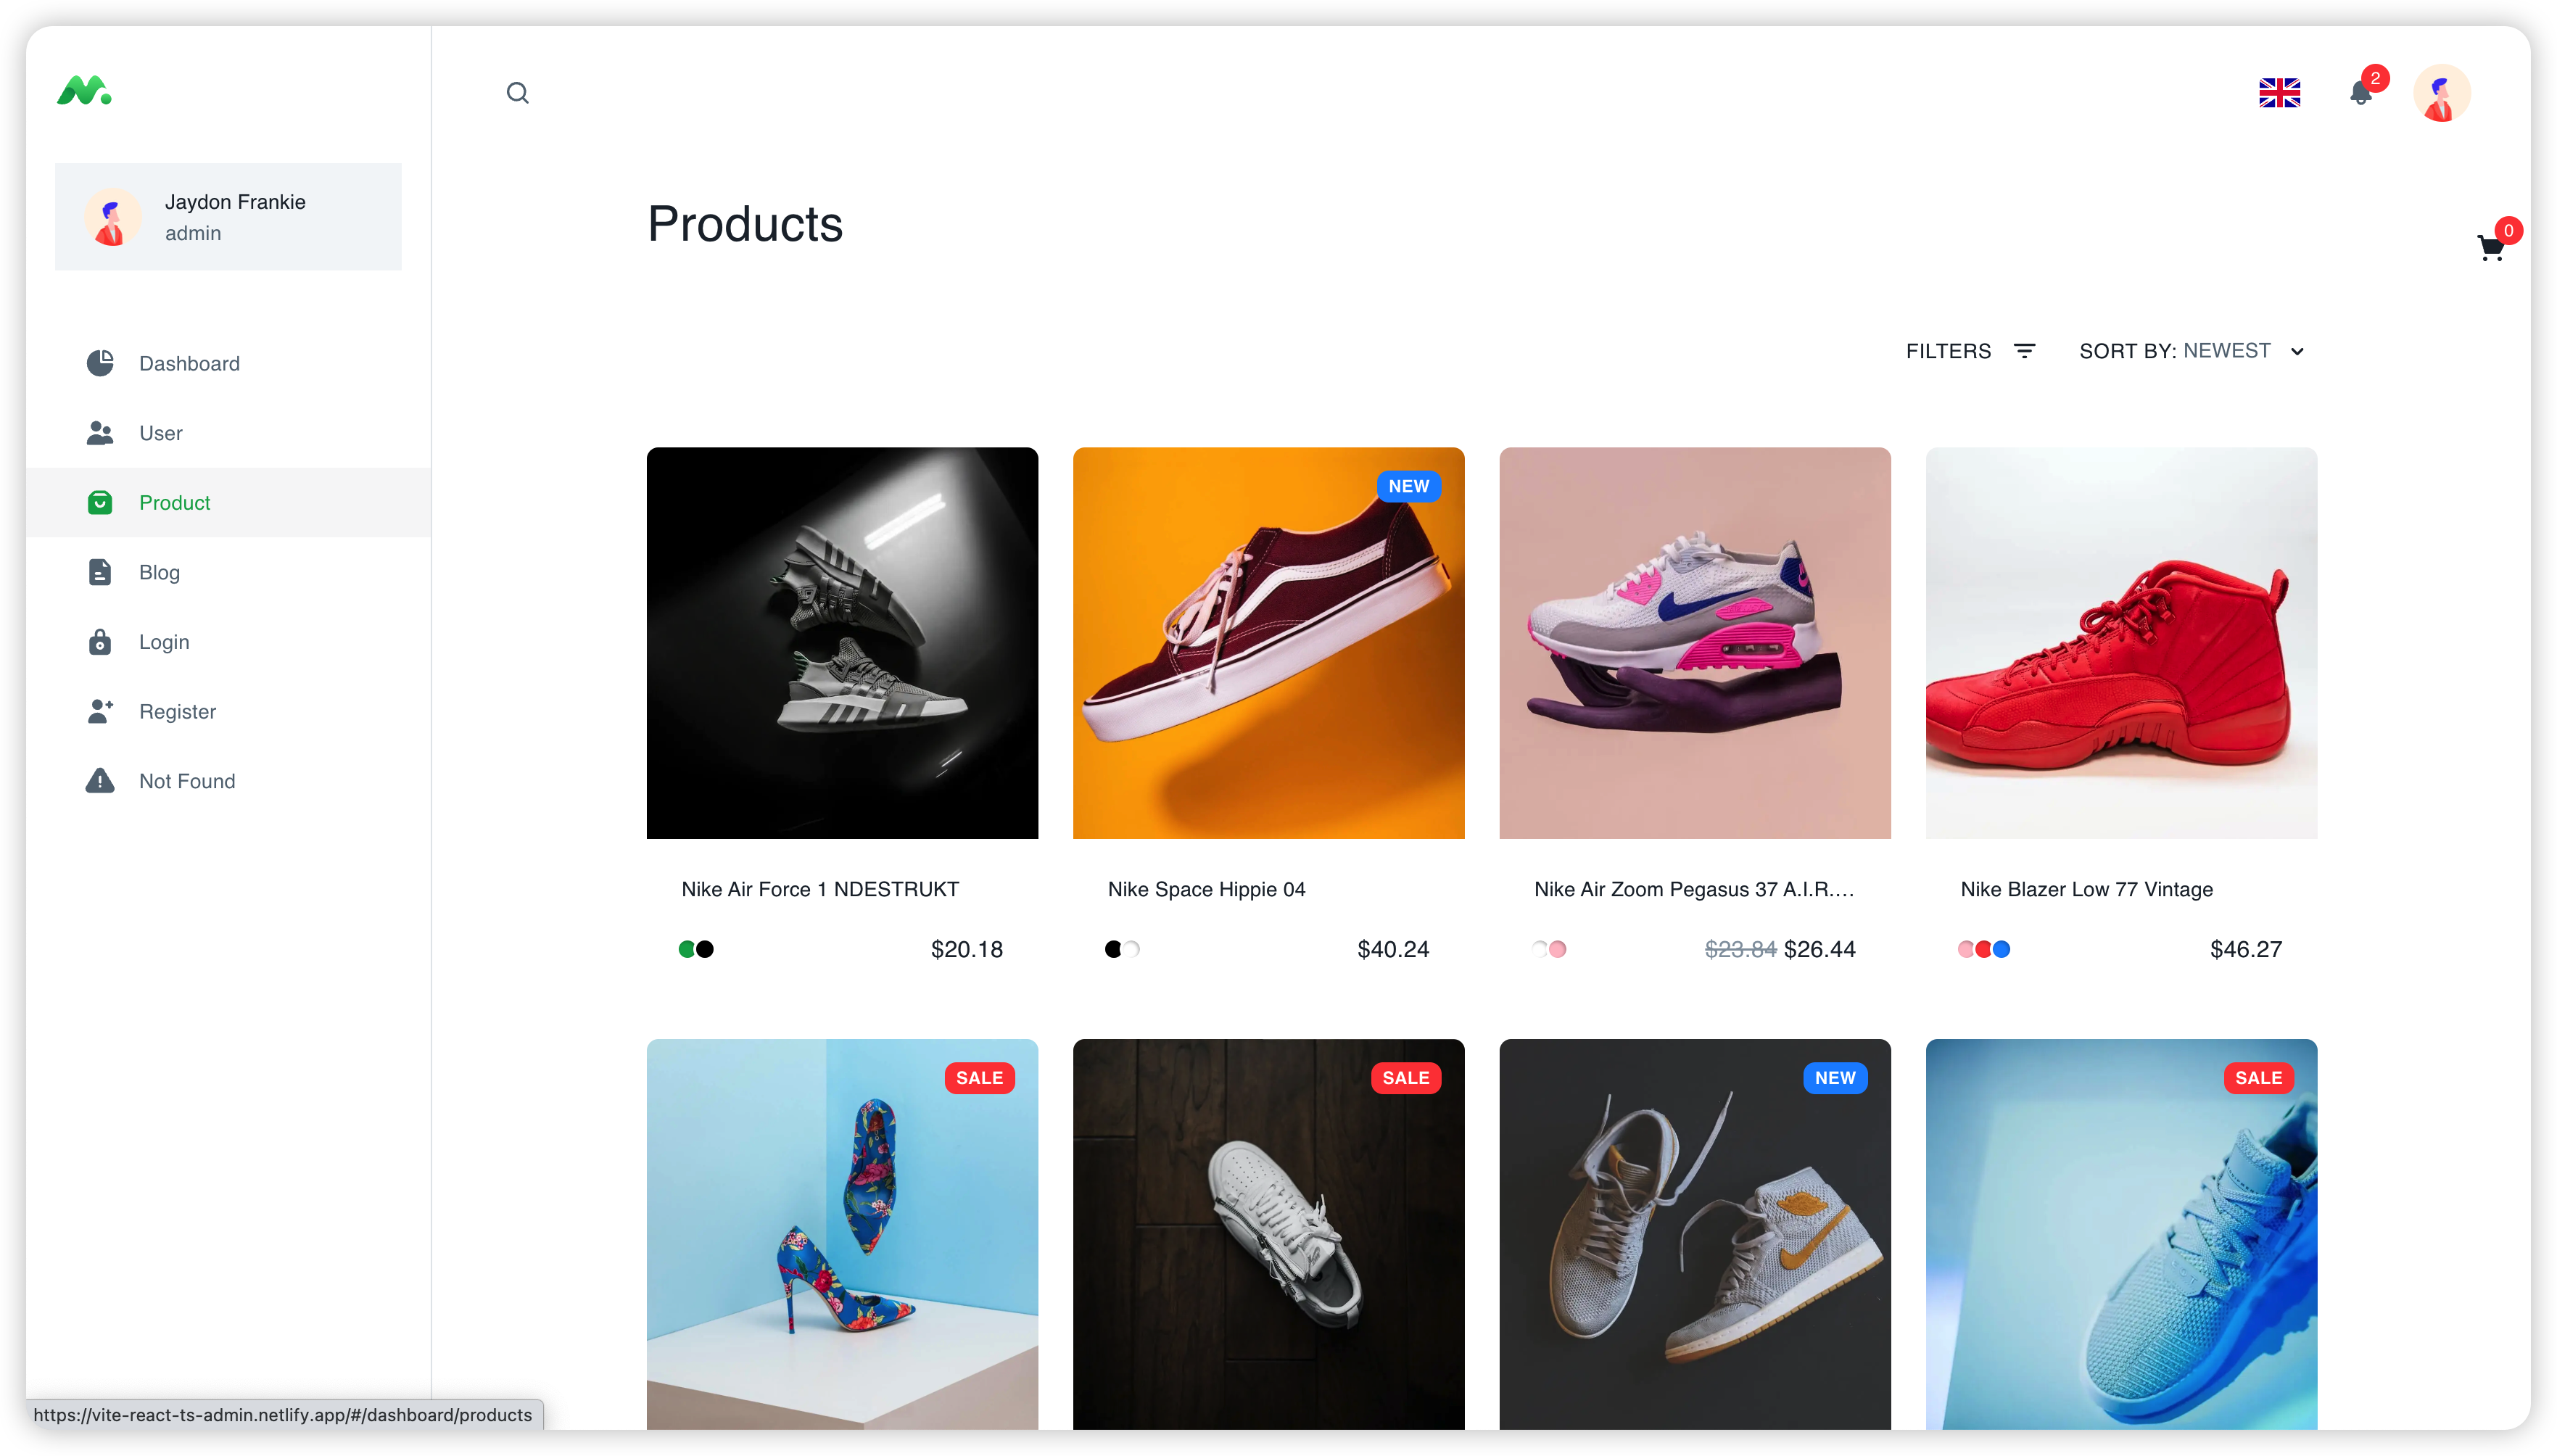 2
Jaydon Frankie
admin
Products
0
FILTERS SORT BY: NEWEST
Dashboard
User
Product
Blog
Login
Register
Not Found
NEW
Nike Air Force 1 NDESTRUKT
$20.18
Nike Space Hippie 04
$40.24
Nike Air Zoom Pegasus 37 A.I.R.…
$23.84 $26.44
Nike Blazer Low 77 Vintage
$46.27
SALE
SALE
NEW
SALE
https://vite-react-ts-admin.netlify.app/#/dashboard/products